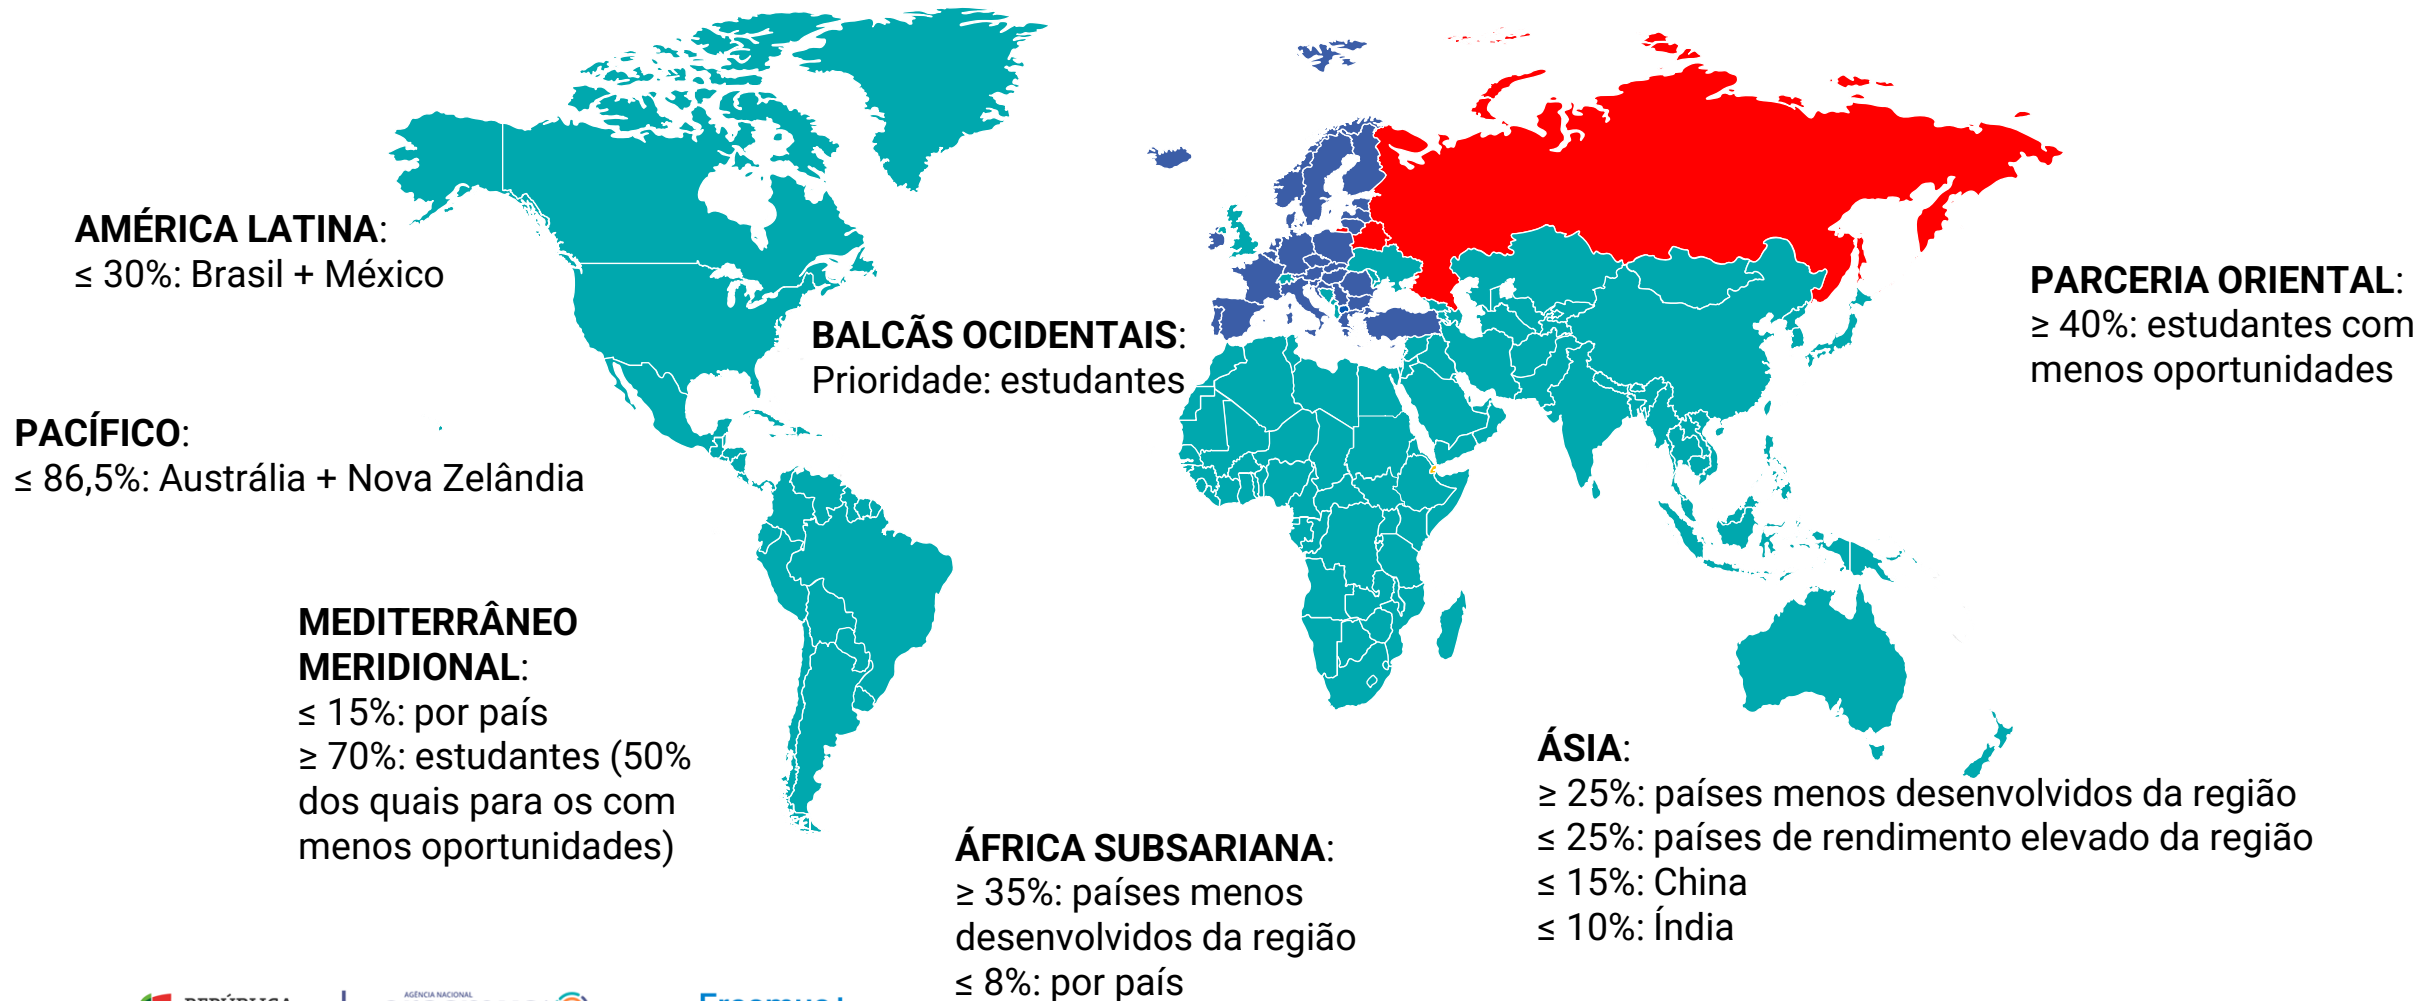 AMÉRICA LATINA:
≤ 30%: Brasil + México
PARCERIA ORIENTAL:
≥ 40%: estudantes com
menos oportunidades
BALCÃS OCIDENTAIS:
Prioridade: estudantes
PACÍFICO:
≤ 86,5%: Austrália + Nova Zelândia
MEDITERRÂNEO
MERIDIONAL:
≤ 15%: por país
≥ 70%: estudantes (50%
dos quais para os com
menos oportunidades)
ÁSIA:
≥ 25%: países menos desenvolvidos da região
≤ 25%: países de rendimento elevado da região
≤ 15%: China
≤ 10%: Índia
ÁFRICA SUBSARIANA:
≥ 35%: países menos
desenvolvidos da região
≤ 8%: por país
AGÊNCIA NACIONAL